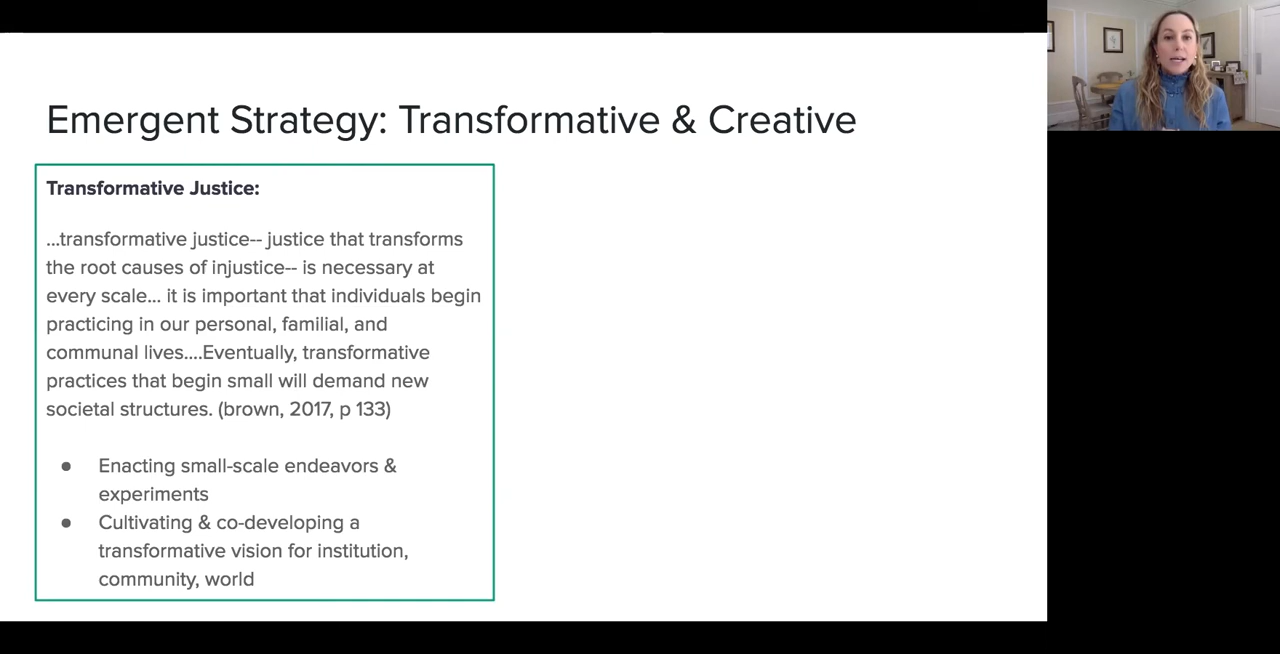 Emergent Strategy: Transformative & Creative
Transformative Justice:
...transformative justice-- justice that transforms
the root causes of injustice-- is necessary at
every scale... it is important that individuals begin
practicing in our personal, familial, and
communal lives....Eventually, transformative
practices that begin small will demand new
societal structures. (brown, 2017, p 133)
● Enacting small-scale endeavors &
experiments
● Cultivating & co-developing a
transformative vision for institution,
community, world